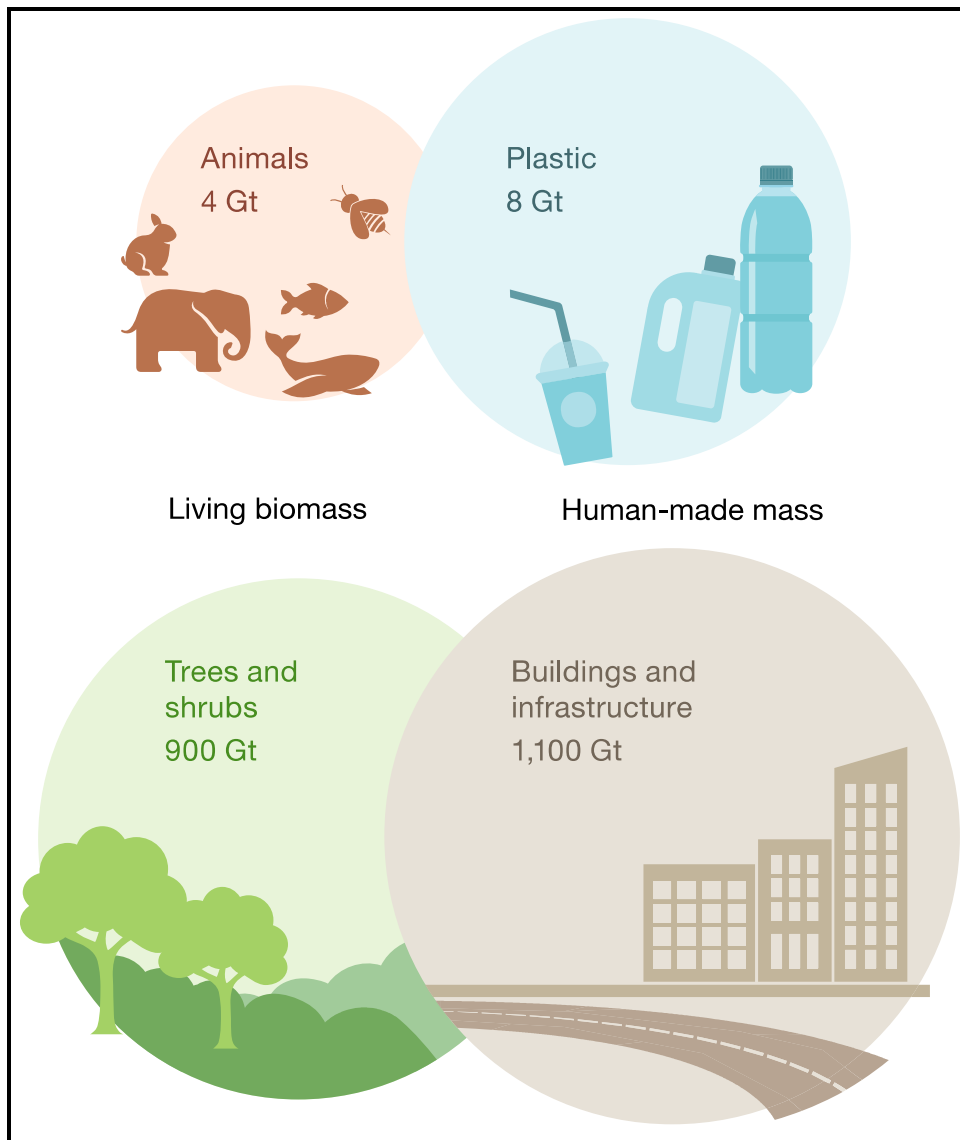 Animals
4 Gt
Plastic
8 Gt
Living biomass
Human-made mass
Trees and
shrubs
900 Gt
Buildings and
infrastructure
1,100 Gt